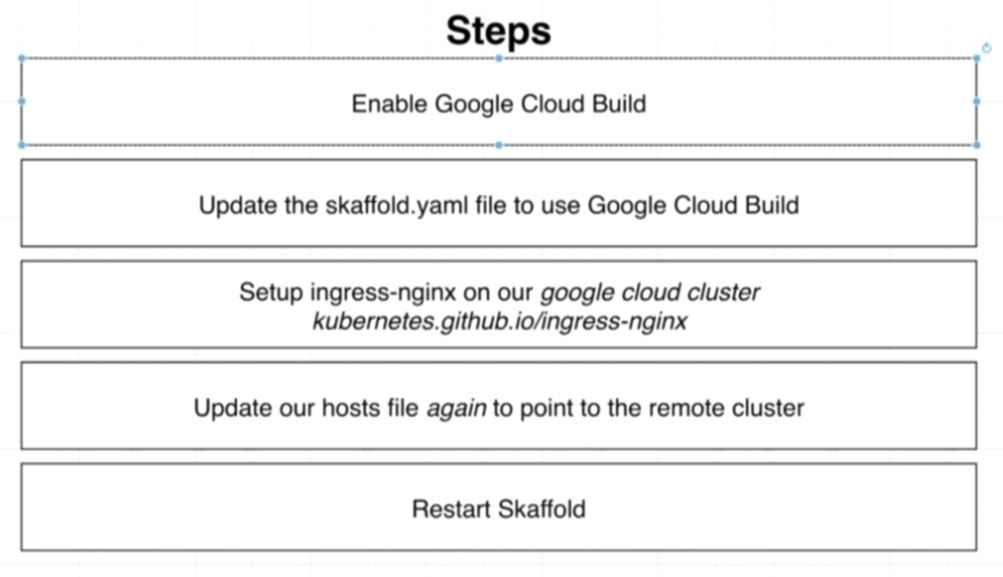 Steps
Enable Google Cloud Build
Update the skaffold.yaml file to use Google Cloud Build
Setup ingress-nginx on our google cloud cluster
kubernetes.github.io/ingress-nginx
Update our hosts file again to point to the remote cluster
Restart Skaffold